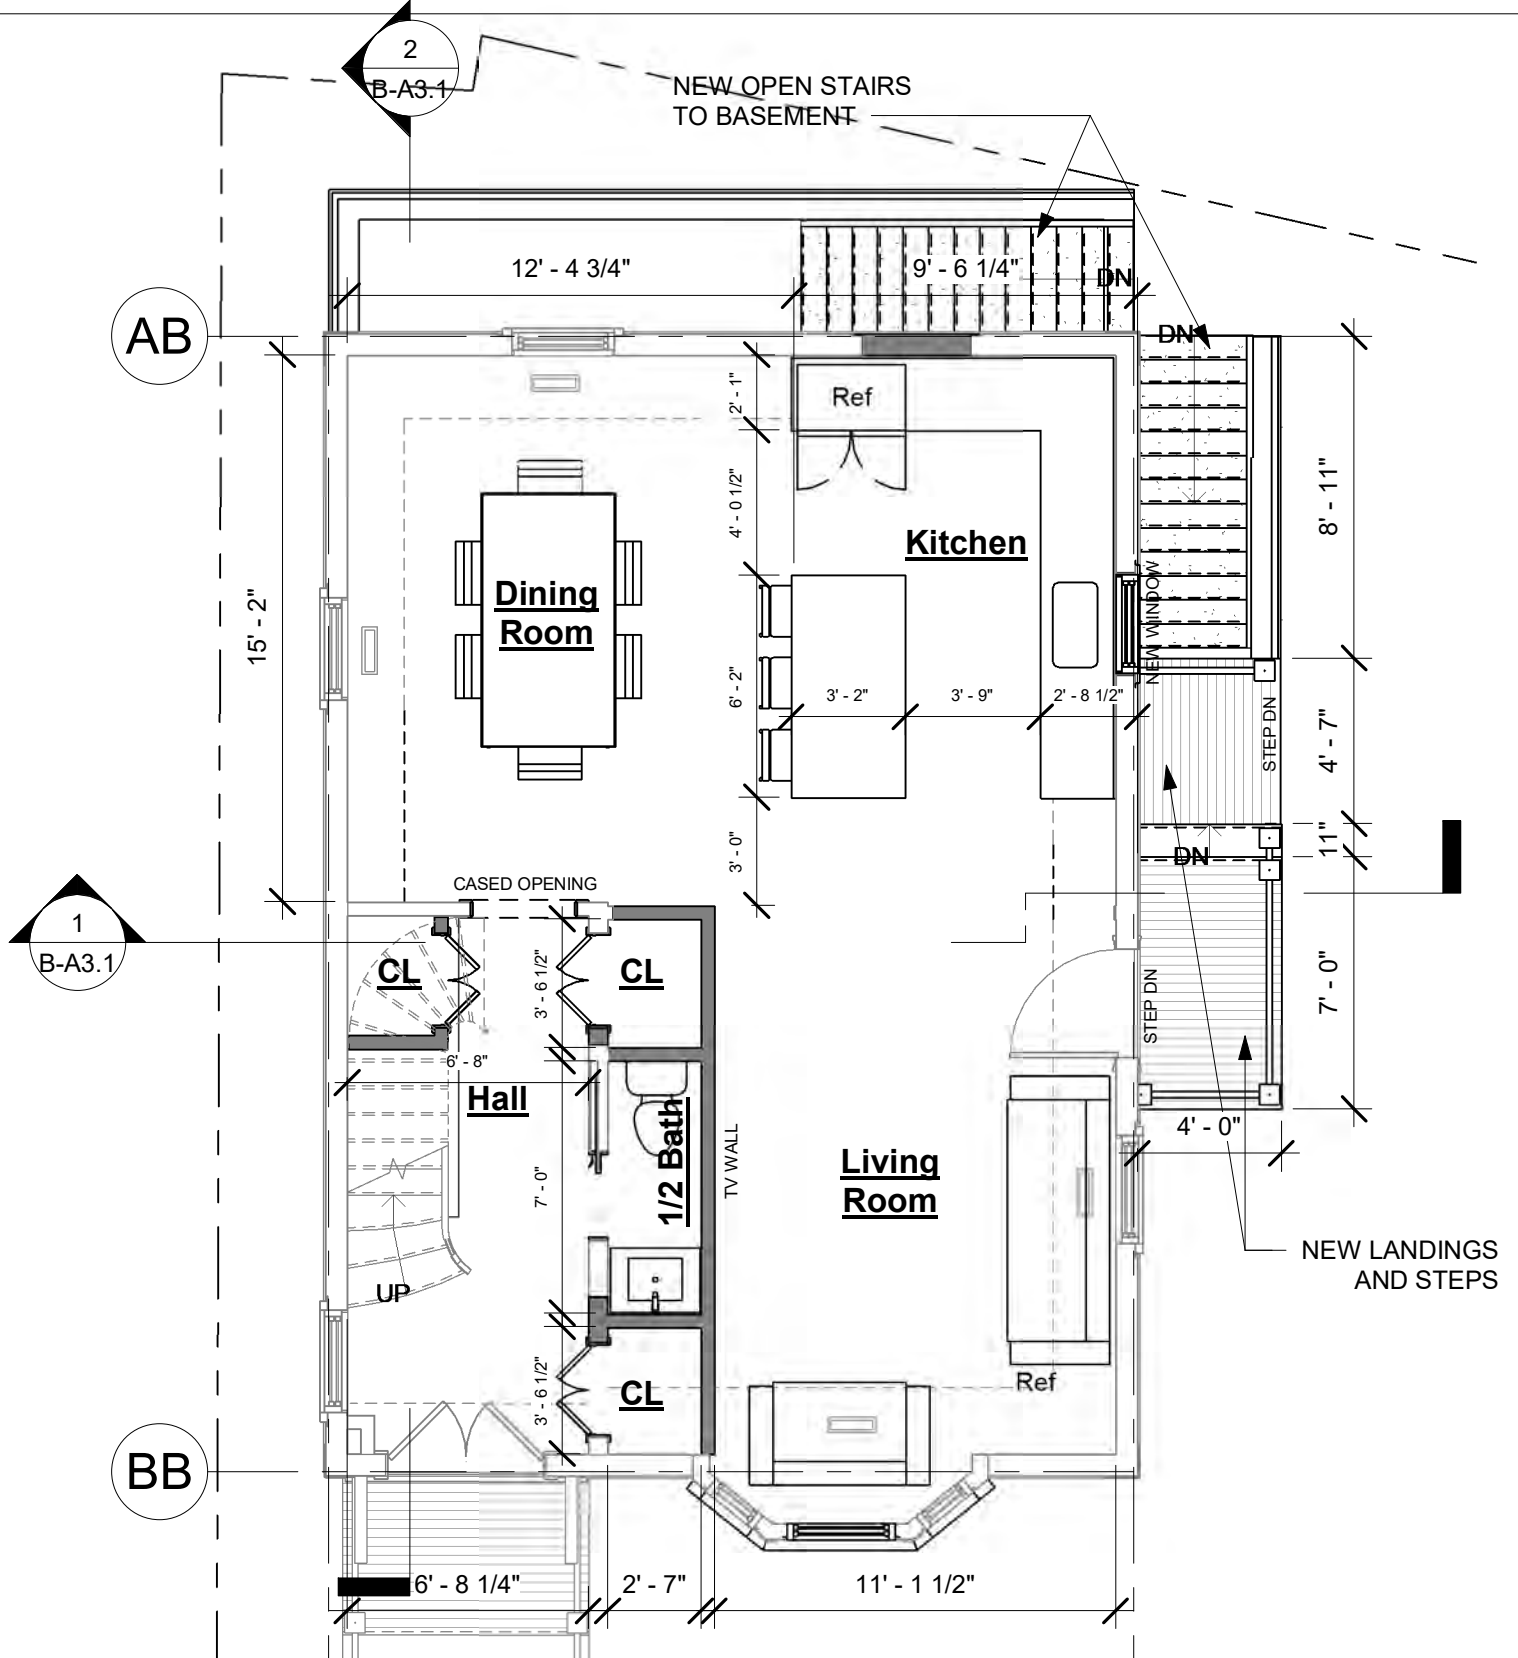 2
B-A3.1
NEW OPEN STAIRS
TO BASEMENT
12' - 4 3/4"
9' - 6 1/4"
DN
AB
DN
Ref
2' - 1"
4' - 0 1/2"
8' - 11"
Kitchen
Dining
Room
15' - 2"
NEW WINDOW
6' - 2"
3' - 2"
3' - 9"
2' - 8 1/2"
STEP DN
4' - 7"
3' - 0"
11"
DN
CASED OPENING
1
B-A3.1
CL
3' - 6 1/2"
CL
STEP DN
7' - 0"
6' - 8"
Hall
1/2 Bath
TV WALL
4' - 0"
Living
Room
7' - 0"
NEW LANDINGS
AND STEPS
UP
Ref
CL
3' - 6 1/2"
BB
6' - 8 1/4"
2' - 7"
11' - 1 1/2"